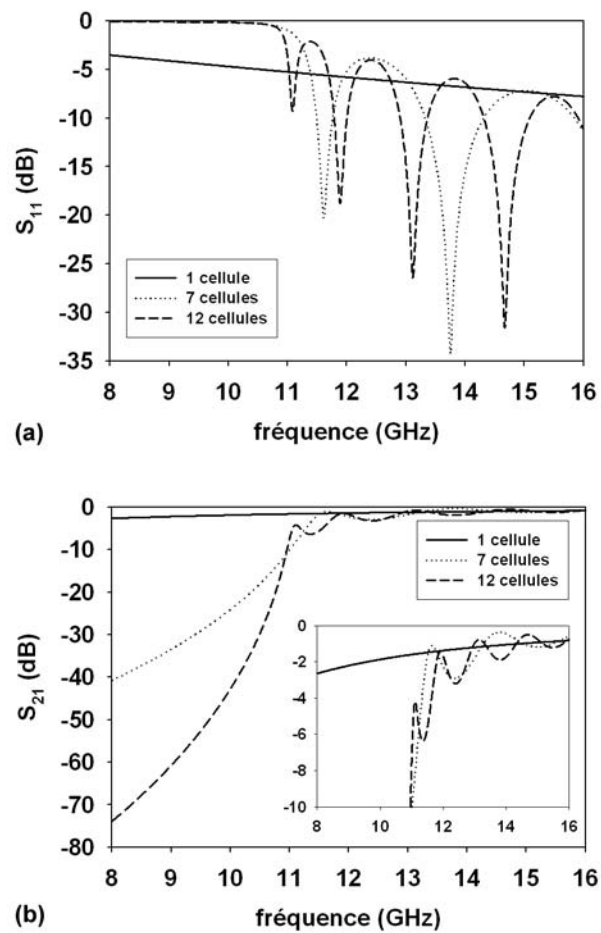 0
-5
-10
-15
-20
-25
-30
-35
S11 (dB)
1 cellule
7 cellules
12 cellules
8 9 10 11 12 13 14 15 16
(a) fréquence (GHz)
0
-10
-20
-30
-40
-50
-60
-70
-80
S21 (dB)
1 cellule
7 cellules
12 cellules
0
-2
-4
-6
-8
-10
8 10 12 14 16
8 9 10 11 12 13 14 15 16
(b) fréquence (GHz)